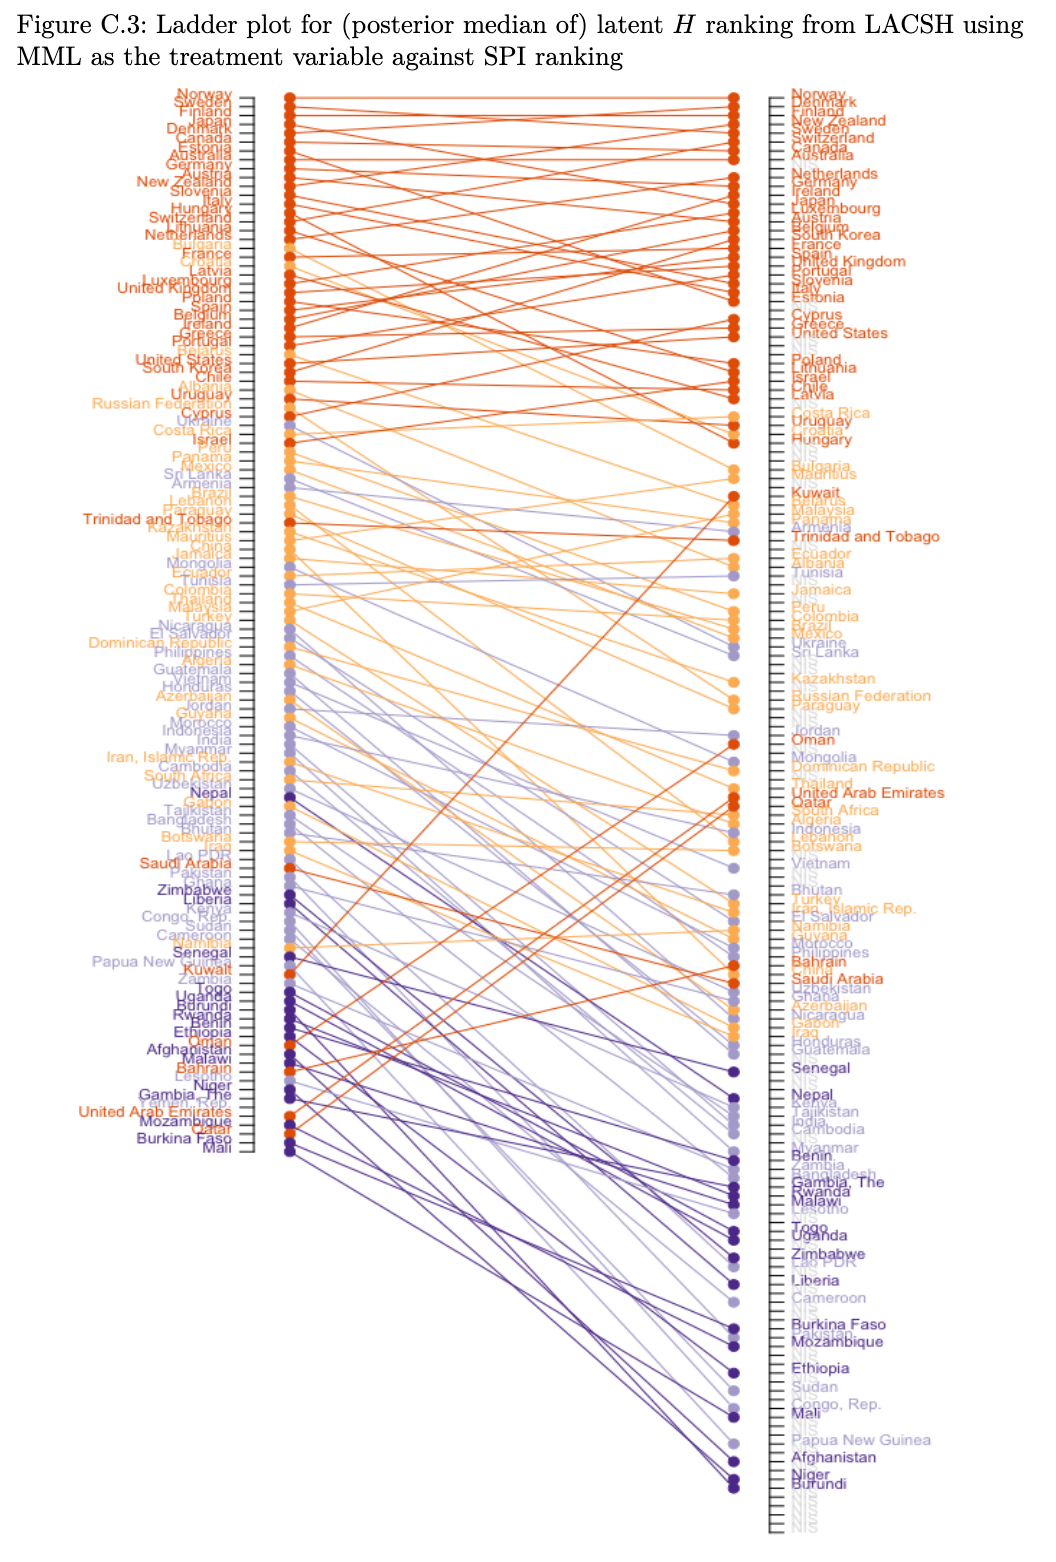 Figure C.3: Ladder plot for (posterior median of) latent H ranking from LACSH using
MML as the treatment variable against SPI ranking
Norway
Sweden
Finland
Japan
Denmark
Canada
Estonia
Australia
Germany
Austria
New Zealand
Slovenia
Italy
Hungary
Switzerland
Lithuania
Netherlands
Bulgaria
France
Croatia
Latvia
Luxembourg
United Kingdom
Poland
Spain
Belgium
Ireland
Greece
Portugal
Belarus
United States
South Korea
Chile
Albania
Uruguay
Russian Federation
Cyprus
Ukraine
Costa Rica
Israel
Peru
Panama
Mexico
Sri Lanka
Armenia
Brazil
Lebanon
Paraguay
Trinidad and Tobago
Kazakhstan
Mauritius
China
Jamaica
Mongolia
Ecuador
Tunisia
Colombia
Thailand
Malaysia
Turkey
Nicaragua
El Salvador
Dominican Republic
Philippines
Algeria
Guatemala
Vietnam
Honduras
Azerbaijan
Jordan
Guyana
Morocco
Indonesia
India
Myanmar
Iran, Islamic Rep.
Cambodia
South Africa
Uzbekistan
Nepal
Gabon
Tajikistan
Bangladesh
Bhutan
Botswana
Iraq
Lao PDR
Saudi Arabia
Pakistan
Ghana
Zimbabwe
Liberia
Kenya
Congo, Rep.
Sudan
Cameroon
Namibia
Senegal
Papua New Guinea
Kuwait
Zambia
Togo
Uganda
Burundi
Rwanda
Benin
Ethiopia
Oman
Afghanistan
Malawi
Bahrain
Lesotho
Niger
Gambia, The
Yemen, Rep.
United Arab Emirates
Mozambique
Qatar
Burkina Faso
Mali
Norway
Denmark
Finland
New Zealand
Sweden
Switzerland
Canada
Australia
Netherlands
Germany
Ireland
Japan
Luxembourg
Austria
Belgium
South Korea
France
Spain
United Kingdom
Portugal
Slovenia
Italy
Estonia
Cyprus
Greece
United States
Poland
Lithuania
Israel
Chile
Latvia
Costa Rica
Uruguay
Croatia
Hungary
Bulgaria
Mauritius
Kuwait
Belarus
Malaysia
Panama
Armenia
Trinidad and Tobago
Ecuador
Albania
Tunisia
Jamaica
Peru
Colombia
Brazil
Mexico
Ukraine
Sri Lanka
Kazakhstan
Russian Federation
Paraguay
Jordan
Oman
Mongolia
Dominican Republic
Thailand
United Arab Emirates
Qatar
South Africa
Algeria
Indonesia
Lebanon
Botswana
Vietnam
Bhutan
Turkey
Iran, Islamic Rep.
El Salvador
Namibia
Guyana
Morocco
Philippines
Bahrain
China
Saudi Arabia
Uzbekistan
Ghana
Azerbaijan
Nicaragua
Gabon
Iraq
Honduras
Guatemala
Senegal
Nepal
Kenya
Tajikistan
India
Cambodia
Myanmar
Benin
Zambia
Bangladesh
Gambia, The
Rwanda
Malawi
Lesotho
Togo
Uganda
Zimbabwe
Lao PDR
Liberia
Cameroon
Burkina Faso
Pakistan
Mozambique
Ethiopia
Sudan
Congo, Rep.
Mali
Papua New Guinea
Afghanistan
Niger
Burundi